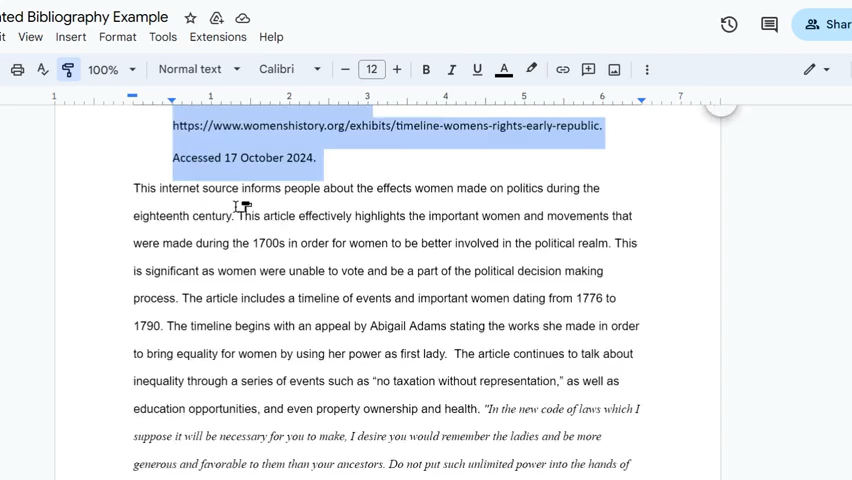 ated Bibliography Example
it View Insert Format Tools Extensions Help
Shar
100% Normal text Calibri − 12 + B I U A
1 1 2 3 4 5 6 7
https://www.womenshistory.org/exhibits/timeline-womens-rights-early-republic.
Accessed 17 October 2024.
This internet source informs people about the effects women made on politics during the
eighteenth century. This article effectively highlights the important women and movements that
were made during the 1700s in order for women to be better involved in the political realm. This
is significant as women were unable to vote and be a part of the political decision making
process. The article includes a timeline of events and important women dating from 1776 to
1790. The timeline begins with an appeal by Abigail Adams stating the works she made in order
to bring equality for women by using her power as first lady.  The article continues to talk about
inequality through a series of events such as “no taxation without representation,” as well as
education opportunities, and even property ownership and health. "In the new code of laws which I
suppose it will be necessary for you to make, I desire you would remember the ladies and be more
generous and favorable to them than your ancestors. Do not put such unlimited power into the hands of